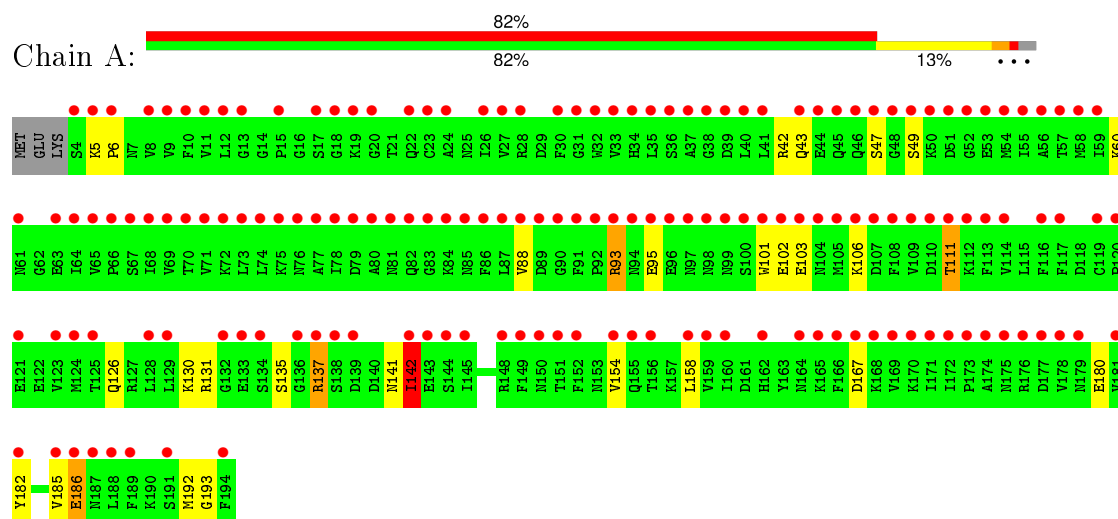 82%
Chain A:
82% 13% • • •
MET GLU LYS S4 K5 P6 N7 V8 V9 F10 V11 L12 G13 G14 P15 G16 S17 G18 K19 G20 T21 Q22 C23 A24 N25 I26 V27 R28 D29 F30 G31 W32 V33 H34 L35 S36 A37 G38 D39 L40 L41 R42 Q43 E44 Q45 Q46 S47 G48 S49 K50 D51 G52 E53 M54 I55 A56 T57 M58 I59 K60
N61 G62 E63 I64 V65 P66 S67 I68 V69 T70 V71 K72 L73 L74 K75 N76 A77 I78 D79 A80 N81 Q82 G83 K84 N85 F86 L87 V88 D89 G90 F91 P92 R93 N94 E95 E96 N97 N98 N99 S100 W101 E102 E103 N104 M105 K106 D107 F108 V109 D110 T111 K112 F113 V114 L115 F116 F117 D118 C119 P120
E121 E122 V123 M124 T125 Q126 R127 L128 L129 K130 R131 G132 E133 S134 S135 G136 R137 S138 D139 D140 N141 I142 E143 S144 I145 R148 F149 N150 T151 F152 N153 V154 Q155 T156 K157 L158 V159 I160 D161 H162 Y163 N164 K165 F166 D167 K168 V169 K170 I171 I172 P173 A174 N175 R176 D177 V178 N179 E180 V181
Y182 V185 E186 N187 L188 F189 K190 S191 M192 G193 F194